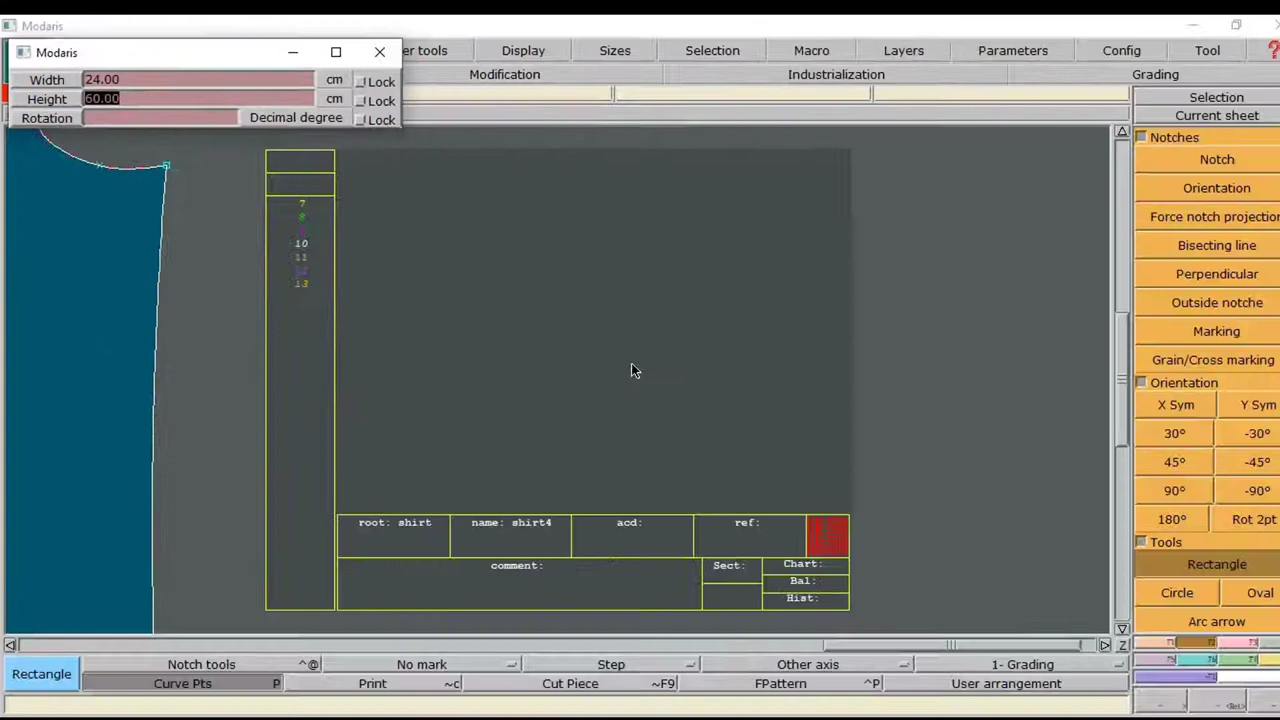 Modaris
Modaris
er tools
Display
Sizes
Selection
Macro
Layers
Parameters
Config
Tool
Width
24.00
cm
Lock
Height
60.00
cm
Lock
Rotation
Decimal degree
Lock
Modification
Industrialization
Grading
Selection
Current sheet
Notches
Notch
Orientation
Force notch projection
Bisecting line
Perpendicular
Outside notche
Marking
Grain/Cross marking
Orientation
X Sym
Y Sym
30°
-30°
45°
-45°
90°
-90°
180°
Rot 2pt
Tools
Rectangle
Circle
Oval
Arc arrow
7
8
10
11
12
13
root: shirt
name: shirt4
acd:
ref:
comment:
Sect:
Chart:
Bal:
Hist:
Z
Rectangle
Notch tools ^@
No mark
Step
Other axis
1- Grading
Curve Pts P
Print ~c
Cut Piece ~F9
FPattern ^P
User arrangement